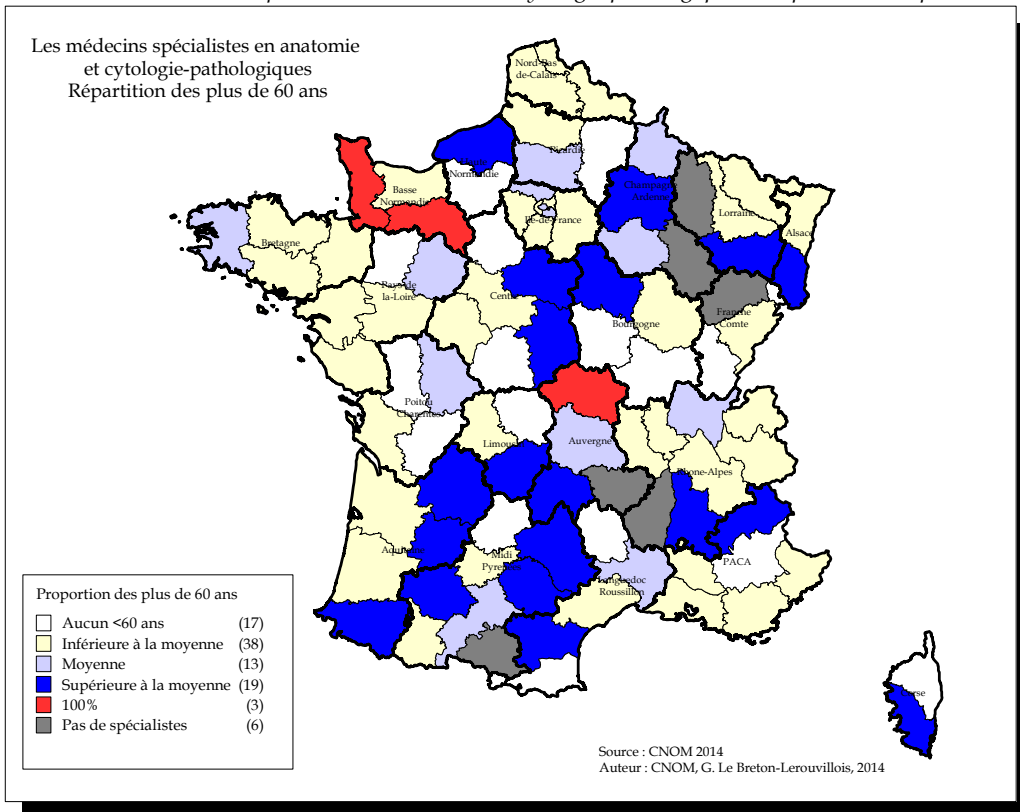 Les médecins spécialistes en anatomie
et cytologie-pathologiques
Répartition des plus de 60 ans
Nord-Pas
de-Calais
Picardie
Haute
Normandie
Basse
Normandie
Champagne
Ardenne
Lorraine
Alsace
Ile-de-France
Bretagne
Pays-de
la-Loire
Centre
Bourgogne
Franche
Comte
Poitou
Charentes
Limousin
Auvergne
Rhone-Alpes
Aquitaine
Midi
Pyrenees
Languedoc
Roussillon
PACA
Corse
Proportion des plus de 60 ans
Aucun <60 ans (17)
Inférieure à la moyenne (38)
Moyenne (13)
Supérieure à la moyenne (19)
100% (3)
Pas de spécialistes (6)
Source : CNOM 2014
Auteur : CNOM, G. Le Breton-Lerouvillois, 2014